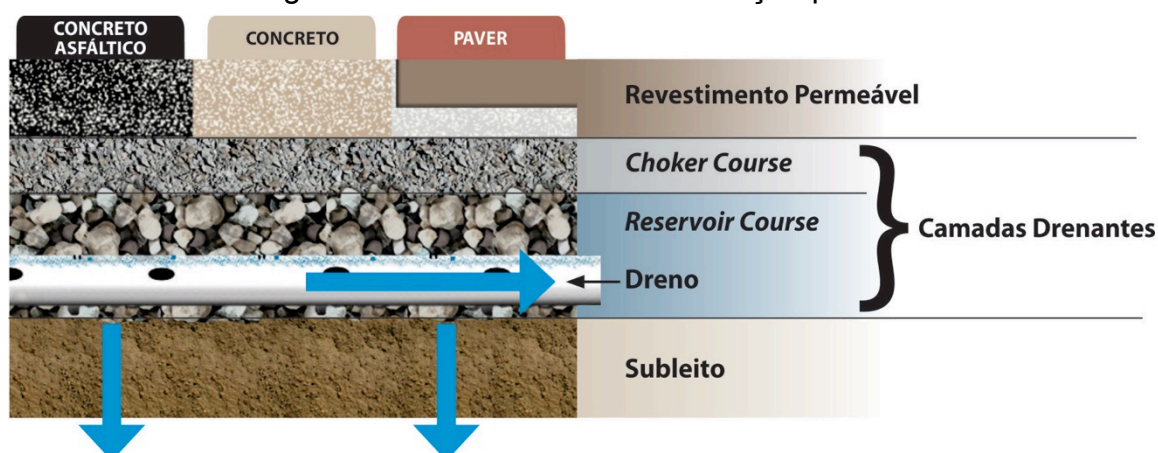 CONCRETO
ASFÁLTICO
CONCRETO
PAVER
Revestimento Permeável
Choker Course
Reservoir Course
Camadas Drenantes
Dreno
Subleito